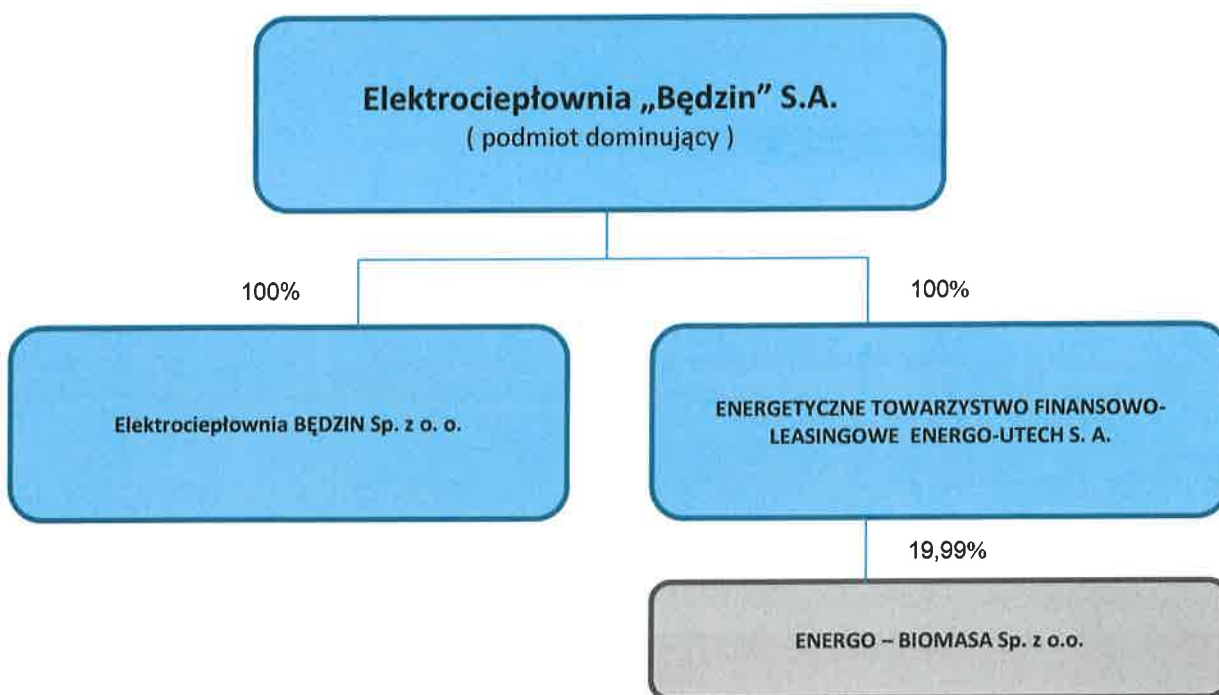 Elektrociepłownia „Będzin” S.A.
( podmiot dominujący )
100%
100%
Elektrociepłownia BĘDZIN Sp. z o. o.
ENERGETYCZNE TOWARZYSTWO FINANSOWO-
LEASINGOWE ENERGO-UTECH S. A.
19,99%
ENERGO – BIOMASA Sp. z o.o.